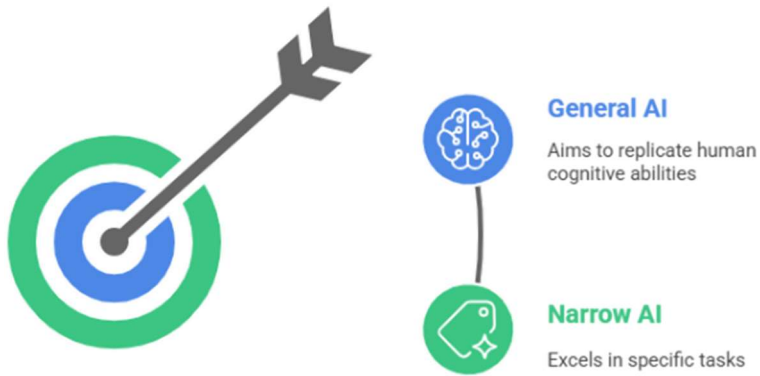 General AI
Aims to replicate human
cognitive abilities
Narrow AI
Excels in specific tasks